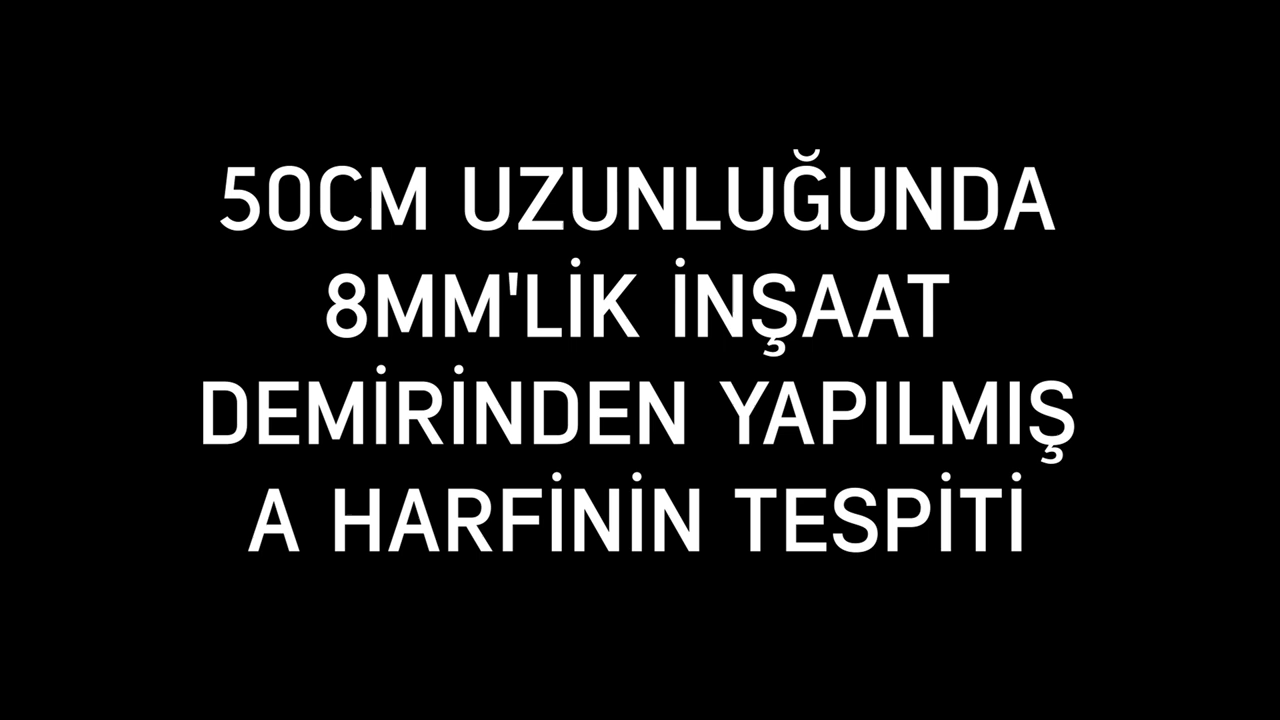 50CM UZUNLUĞUNDA
8MM'LİK İNŞAAT
DEMİRİNDEN YAPILMIŞ
A HARFİNİN TESPİTİ